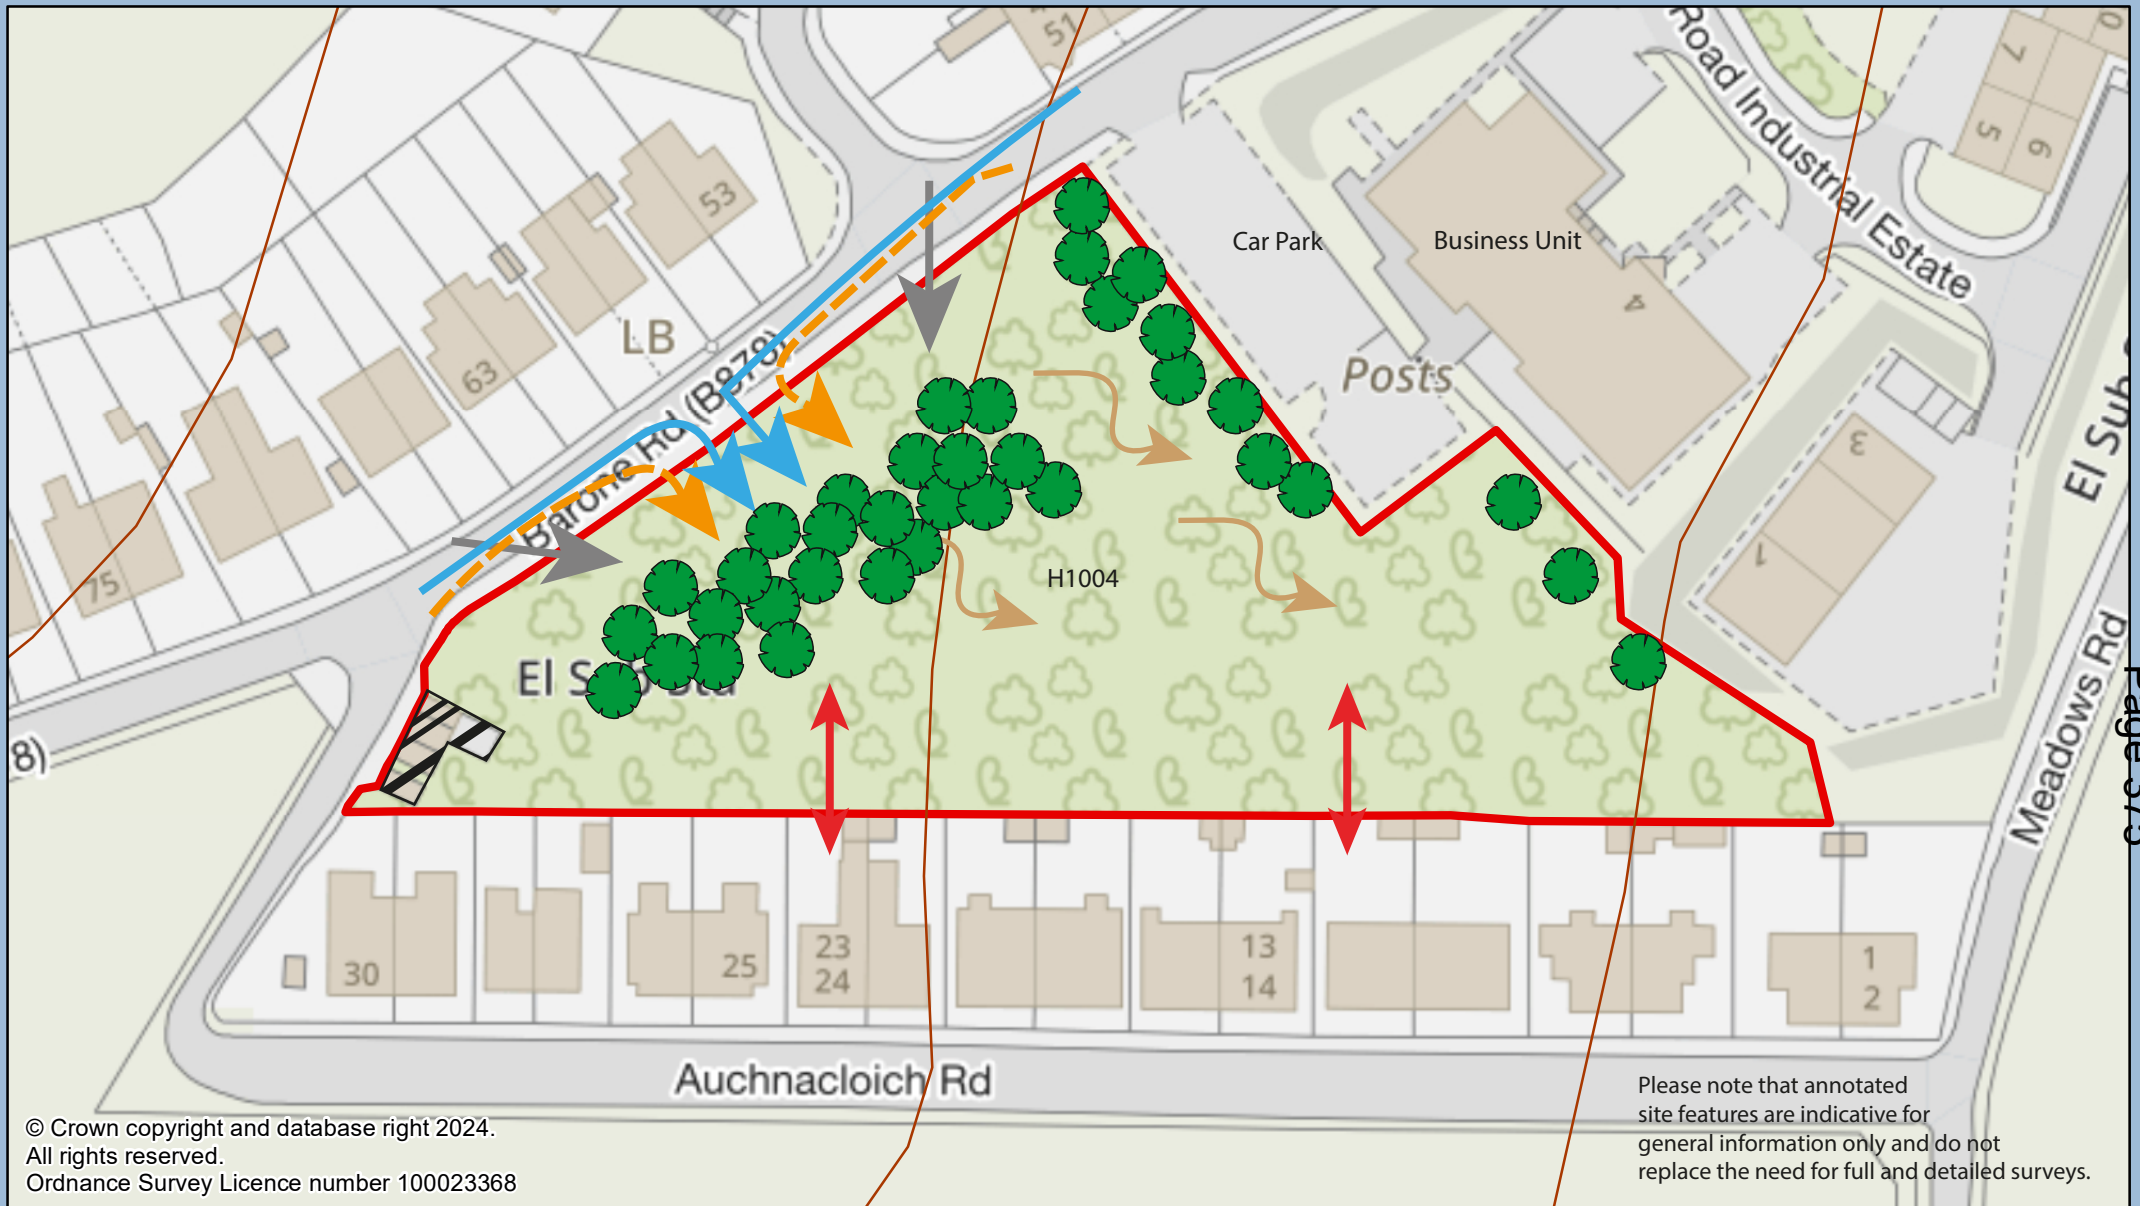 51
Road Industrial Estate
7
5
6
53
Car Park
Business Unit
4
LB
63
Posts
Barone Rd (B878)
El Sub S
3
75
H1004
1
El Sub Sta
8)
Meadows Rd
Page 375
30
25
23
24
13
14
1
2
Auchnacloich Rd
Please note that annotated
site features are indicative for
general information only and do not
replace the need for full and detailed surveys.
© Crown copyright and database right 2024.
All rights reserved.
Ordnance Survey Licence number 100023368